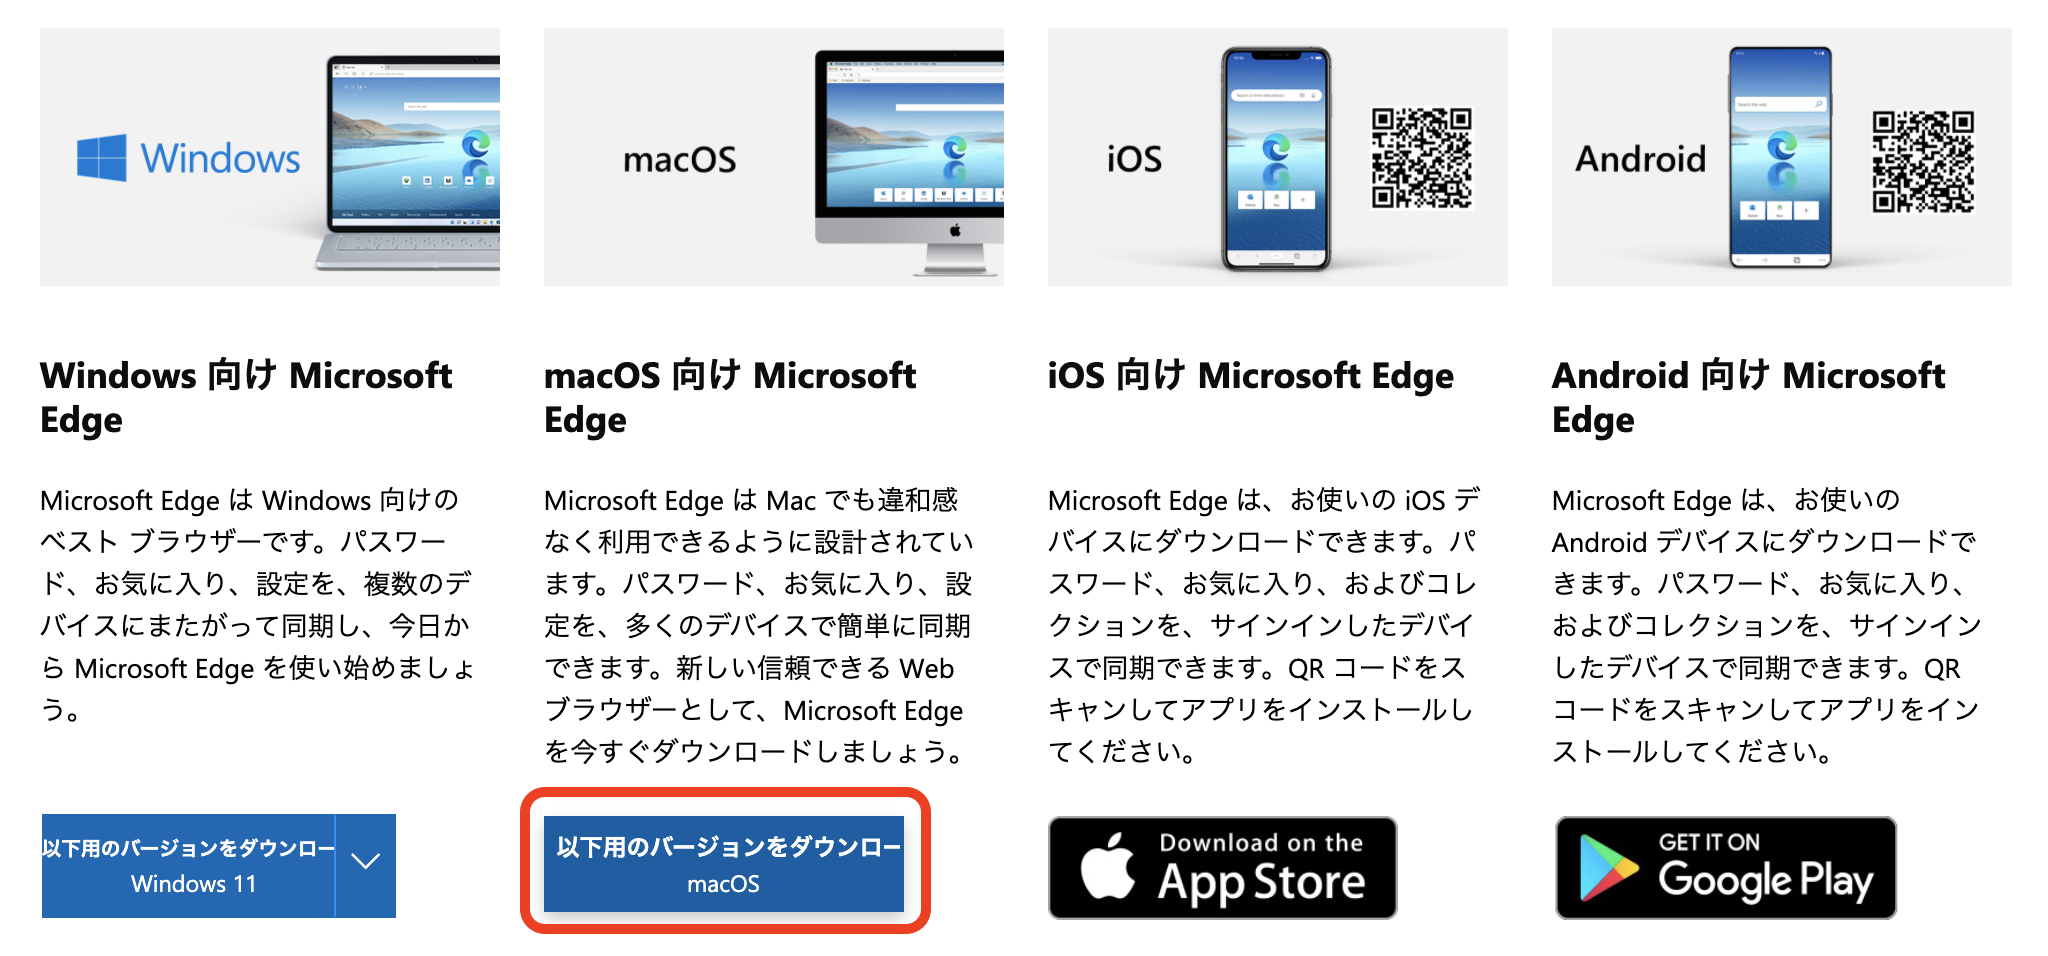 Windows
macOS
iOS
Android
Search the web
Windows 向け Microsoft
Edge
Microsoft Edge は Windows 向けの
ベスト ブラウザーです。パスワー
ド、お気に入り、設定を、複数のデ
バイスにまたがって同期し、今日か
ら Microsoft Edge を使い始めましょ
う。
以下用のバージョンをダウンロー
Windows 11
macOS 向け Microsoft
Edge
Microsoft Edge は Mac でも違和感
なく利用できるように設計されてい
ます。パスワード、お気に入り、設
定を、多くのデバイスで簡単に同期
できます。新しい信頼できる Web
ブラウザーとして、Microsoft Edge
を今すぐダウンロードしましょう。
以下用のバージョンをダウンロー
macOS
iOS 向け Microsoft Edge
Microsoft Edge は、お使いの iOS デ
バイスにダウンロードできます。パ
スワード、お気に入り、およびコレ
クションを、サインインしたデバイ
スで同期できます。QR コードをス
キャンしてアプリをインストールし
てください。
Download on the
App Store
Android 向け Microsoft
Edge
Microsoft Edge は、お使いの
Android デバイスにダウンロードで
きます。パスワード、お気に入り、
およびコレクションを、サインイン
したデバイスで同期できます。QR
コードをスキャンしてアプリをイン
ストールしてください。
GET IT ON
Google Play